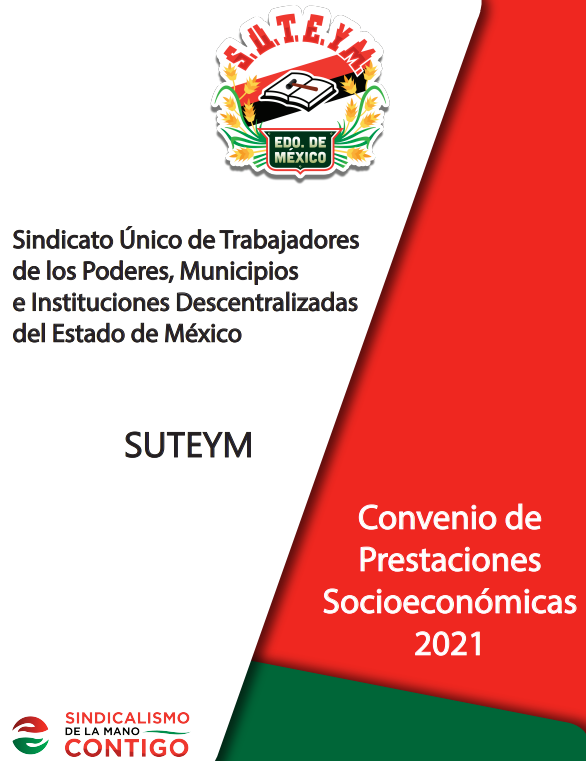 S.U.T.E.Y.M.
EDO. DE
MÉXICO
Sindicato Único de Trabajadores
de los Poderes, Municipios
e Instituciones Descentralizadas
del Estado de México
SUTEYM
Convenio de
Prestaciones
Socioeconómicas
2021
SINDICALISMO
DE LA MANO
CONTIGO